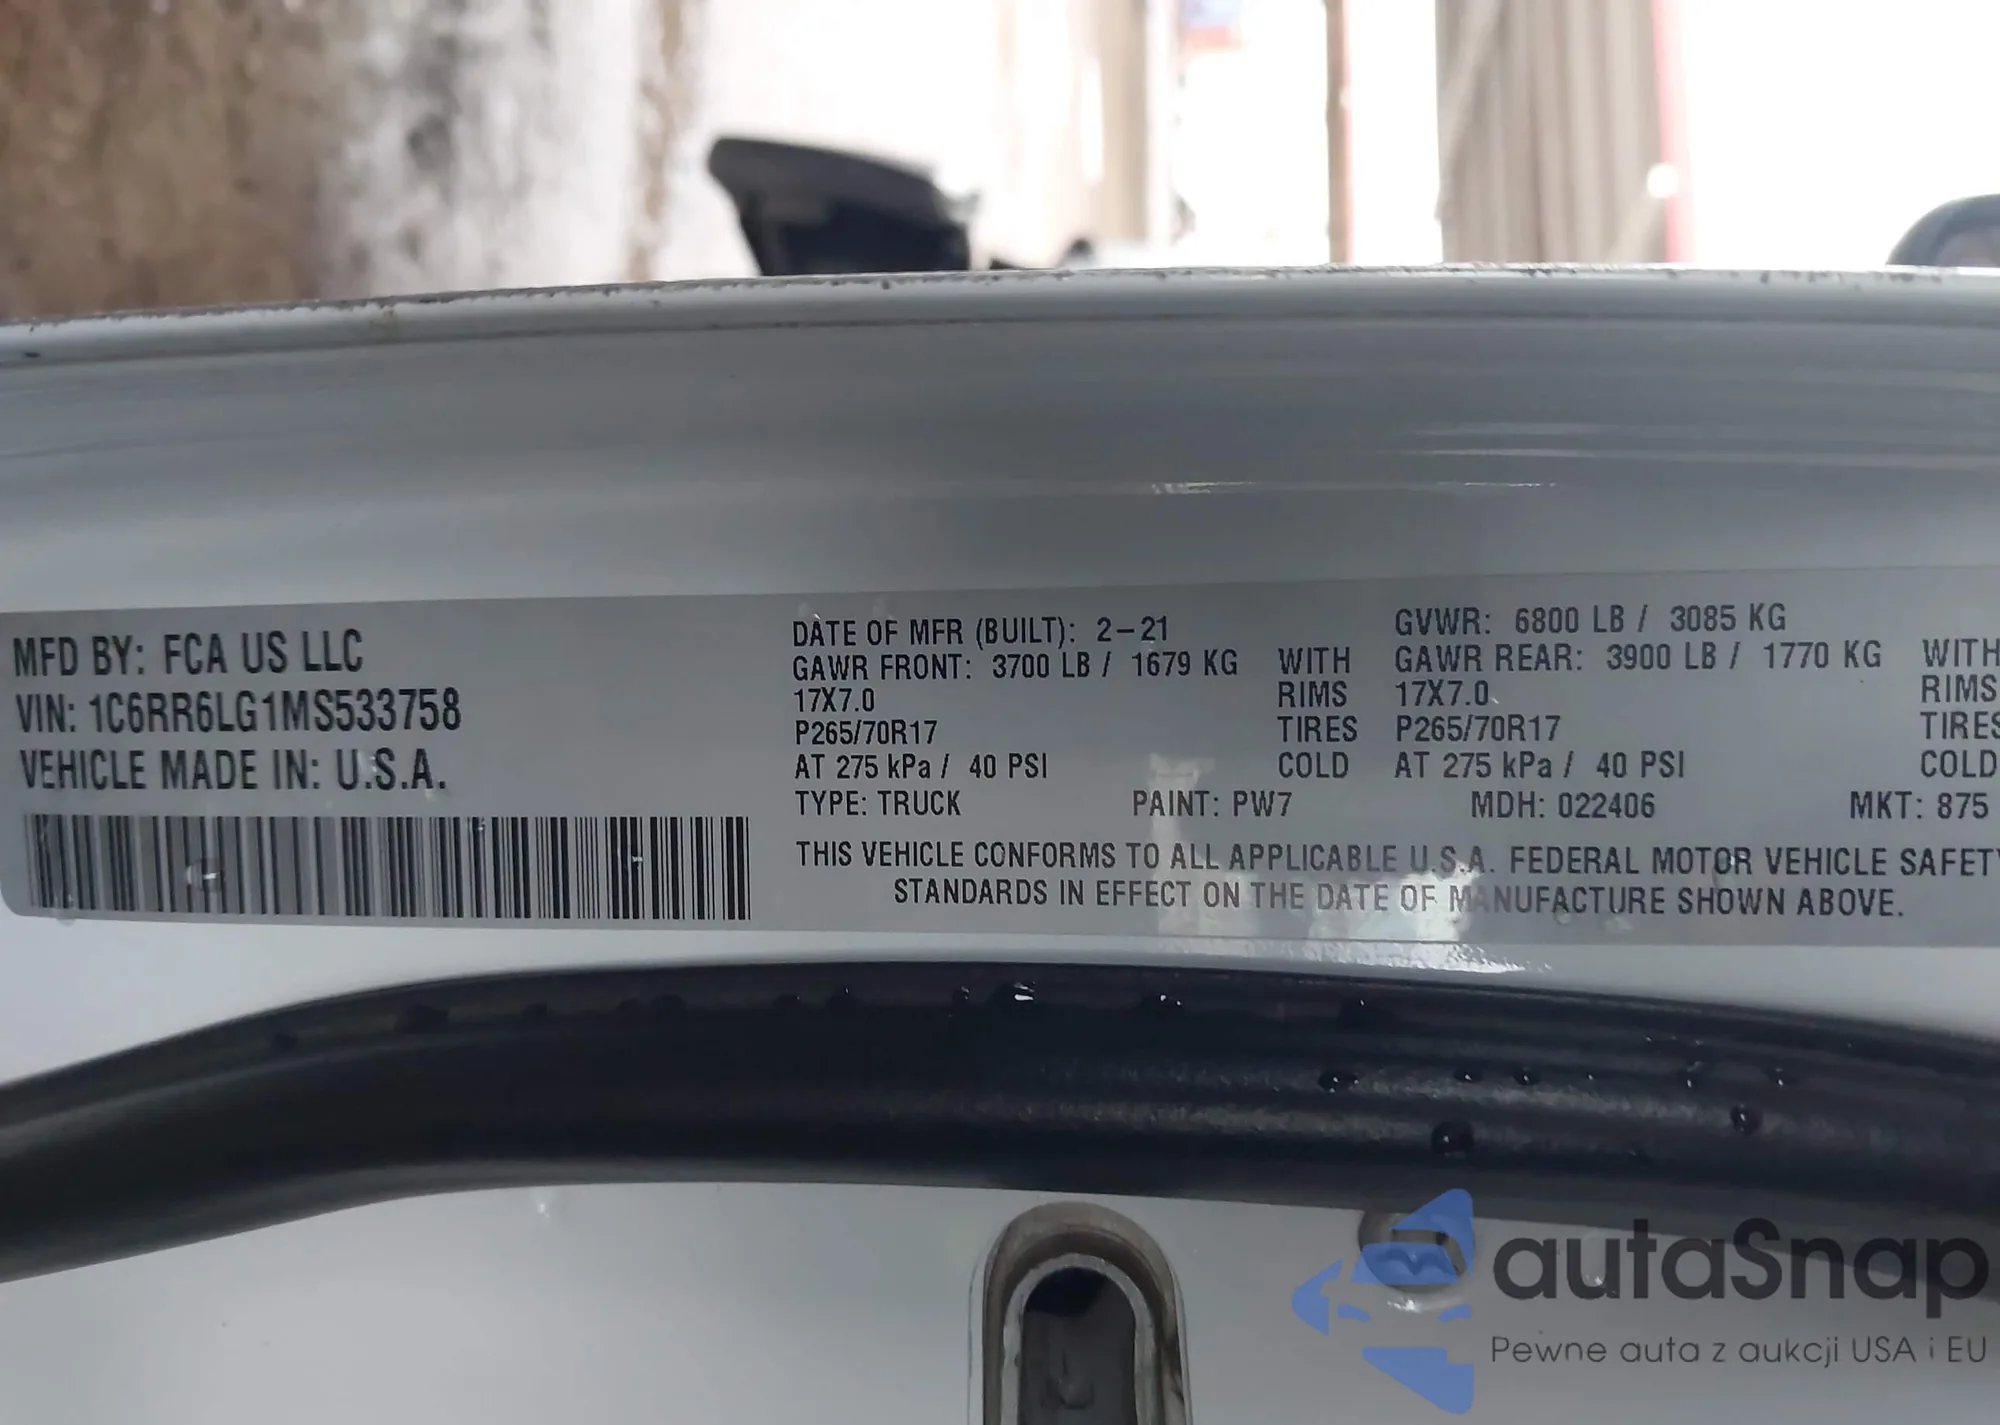 MFD BY: FCA US LLC
VIN: 1C6RR6LG1MS533758
VEHICLE MADE IN: U.S.A.
DATE OF MFR (BUILT): 2-21 GVWR: 6800 LB / 3085 KG
GAWR FRONT: 3700 LB / 1679 KG WITH GAWR REAR: 3900 LB / 1770 KG WITH
17X7.0 RIMS 17X7.0 RIMS
P265/70R17 TIRES P265/70R17 TIRES
AT 275 kPa / 40 PSI COLD AT 275 kPa / 40 PSI COLD
TYPE: TRUCK PAINT: PW7 MDH: 022406 MKT: 875
THIS VEHICLE CONFORMS TO ALL APPLICABLE U.S.A. FEDERAL MOTOR VEHICLE SAFETY
STANDARDS IN EFFECT ON THE DATE OF MANUFACTURE SHOWN ABOVE.
autaSnap
Pewne auta z aukcji USA i EU